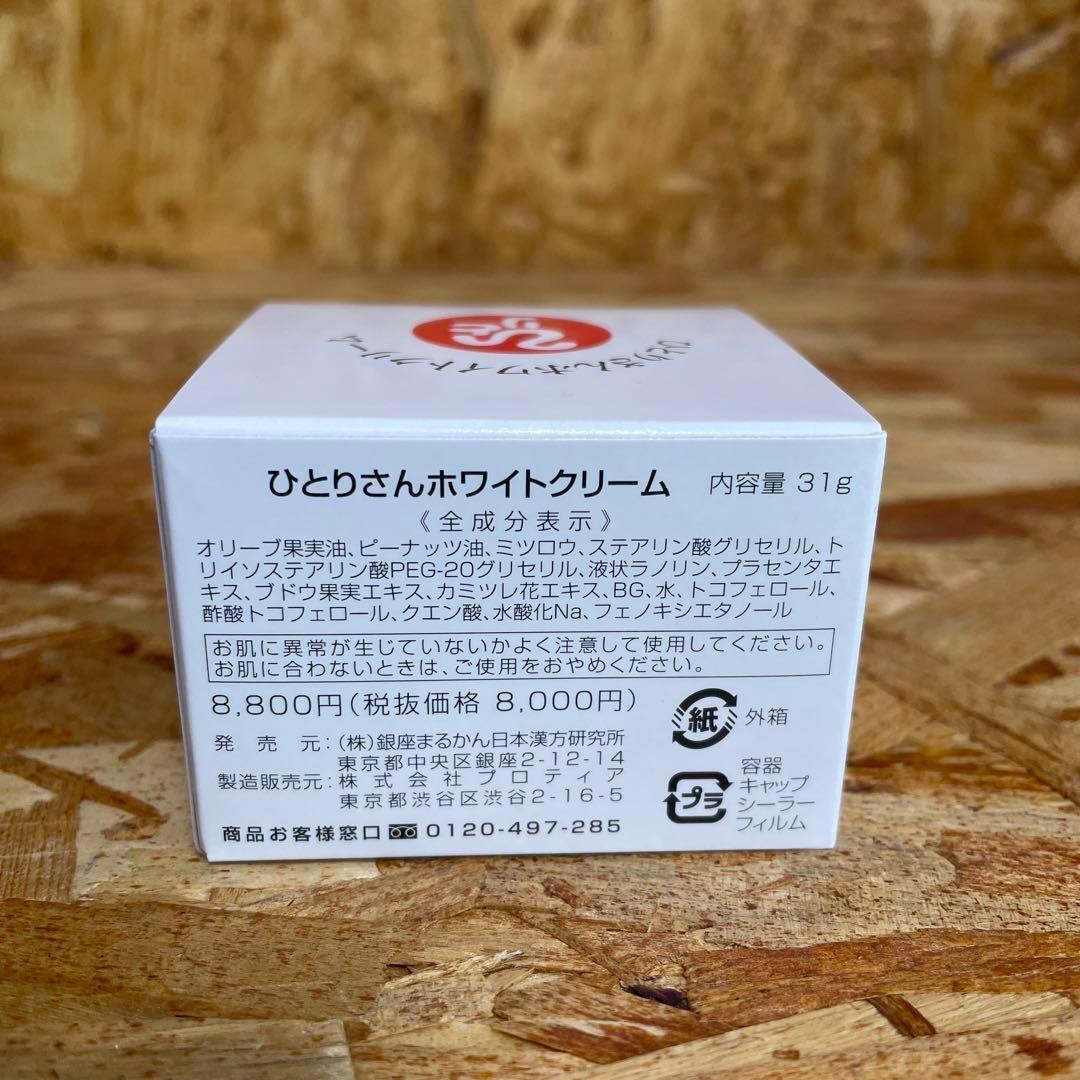 ひとりさんホワイトクリーム
ひとりさんホワイトクリーム 内容量 31g
《全成分表示》
オリーブ果実油、ピーナッツ油、ミツロウ、ステアリン酸グリセリル、ト
リイソステアリン酸PEG-20グリセリル、液状ラノリン、プラセンタエ
キス、ブドウ果実エキス、カミツレ花エキス、BG、水、トコフェロール、
酢酸トコフェロール、クエン酸、水酸化Na、フェノキシエタノール
お肌に異常が生じていないかよく注意して使用してください。
お肌に合わないときは、ご使用をおやめください。
8,800円(税抜価格 8,000円)
紙 外箱
発売元:(株)銀座まるかん日本漢方研究所
東京都中央区銀座2-12-14
製造販売元:株式会社プロティア
東京都渋谷区渋谷2-16-5
プラ
容器
キャップ
シーラー
フィルム
商品お客様窓口 0120-497-285